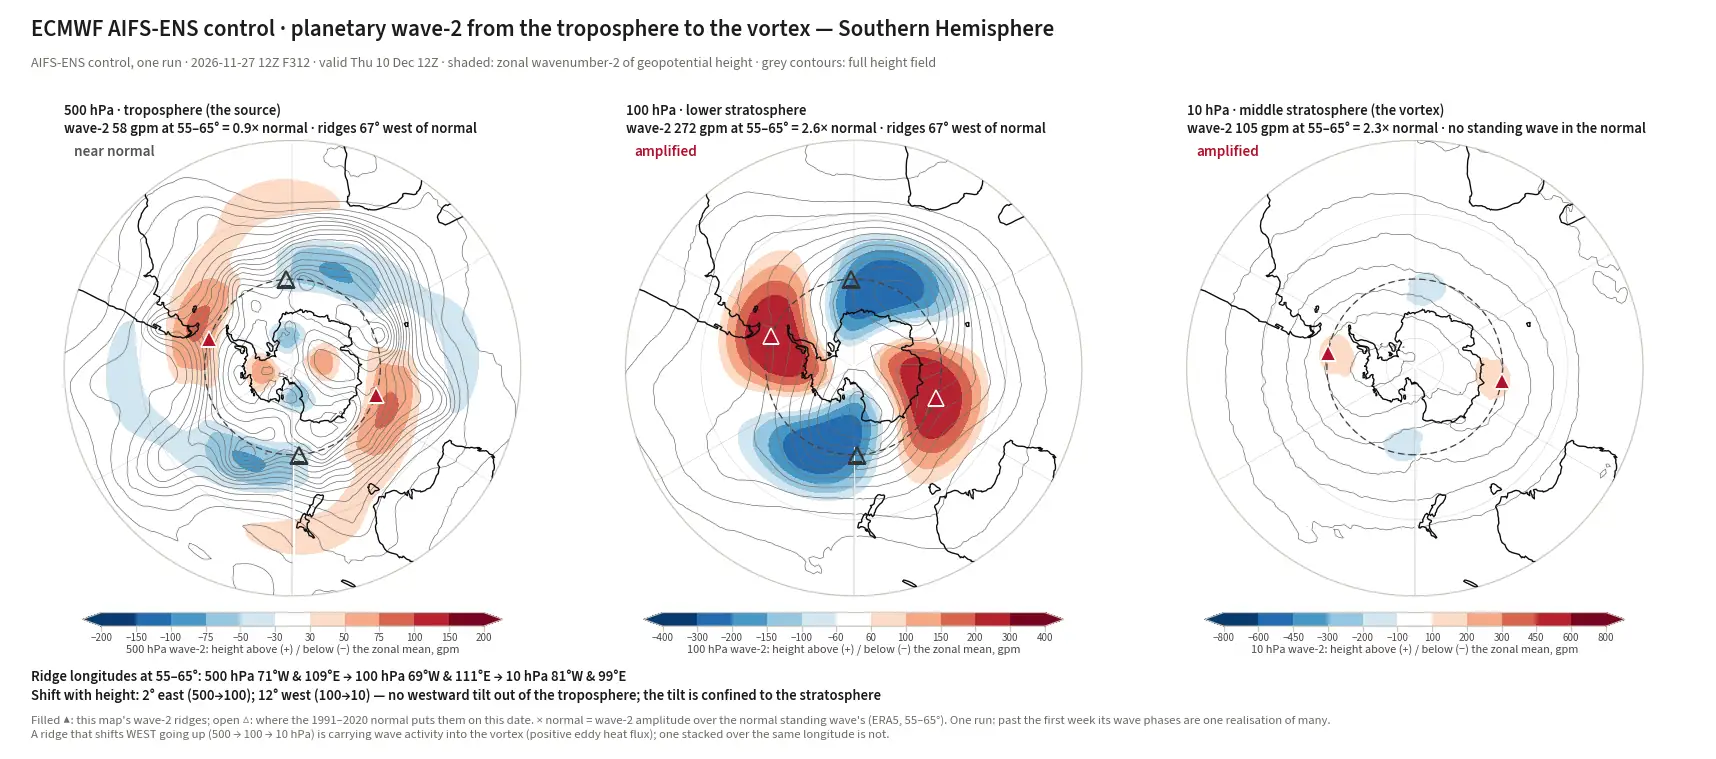 ECMWF AIFS-ENS control · planetary wave-2 from the troposphere to the vortex — Southern Hemisphere
AIFS-ENS control, one run · 2026-11-27 12Z F312 · valid Thu 10 Dec 12Z · shaded: zonal wavenumber-2 of geopotential height · grey contours: full height field
500 hPa · troposphere (the source)
wave-2 58 gpm at 55–65° = 0.9× normal · ridges 67° west of normal
near normal
100 hPa · lower stratosphere
wave-2 272 gpm at 55–65° = 2.6× normal · ridges 67° west of normal
amplified
10 hPa · middle stratosphere (the vortex)
wave-2 105 gpm at 55–65° = 2.3× normal · no standing wave in the normal
amplified
−200 −150 −100 −75 −50 −30 30 50 75 100 150 200
500 hPa wave-2: height above (+) / below (−) the zonal mean, gpm
−400 −300 −200 −150 −100 −60 60 100 150 200 300 400
100 hPa wave-2: height above (+) / below (−) the zonal mean, gpm
−800 −600 −450 −300 −200 −100 100 200 300 450 600 800
10 hPa wave-2: height above (+) / below (−) the zonal mean, gpm
Ridge longitudes at 55–65°: 500 hPa 71°W & 109°E → 100 hPa 69°W & 111°E → 10 hPa 81°W & 99°E
Shift with height: 2° east (500→100); 12° west (100→10) — no westward tilt out of the troposphere; the tilt is confined to the stratosphere
Filled ▲: this map's wave-2 ridges; open △: where the 1991–2020 normal puts them on this date. × normal = wave-2 amplitude over the normal standing wave's (ERA5, 55–65°). One run: past the first week its wave phases are one realisation of many.
A ridge that shifts WEST going up (500 → 100 → 10 hPa) is carrying wave activity into the vortex (positive eddy heat flux); one stacked over the same longitude is not.